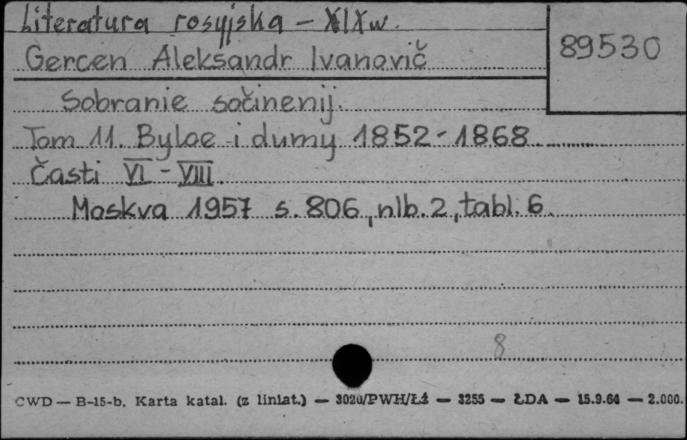 Literatura rosyjska - XIX w.
Gercen Aleksandr Ivanovič
89530
Sobranie sočinenij.
Tom 11. Byloe i dumy 1852-1868
Časti VI - VIII
Moskva 1957 s. 806, nlb. 2, tabl. 6
8
CWD — B-15-b. Karta katal. (z liniat.) — 3020/PWH/Łź — 3255 — ŁDA — 15.9.64 — 2.000.